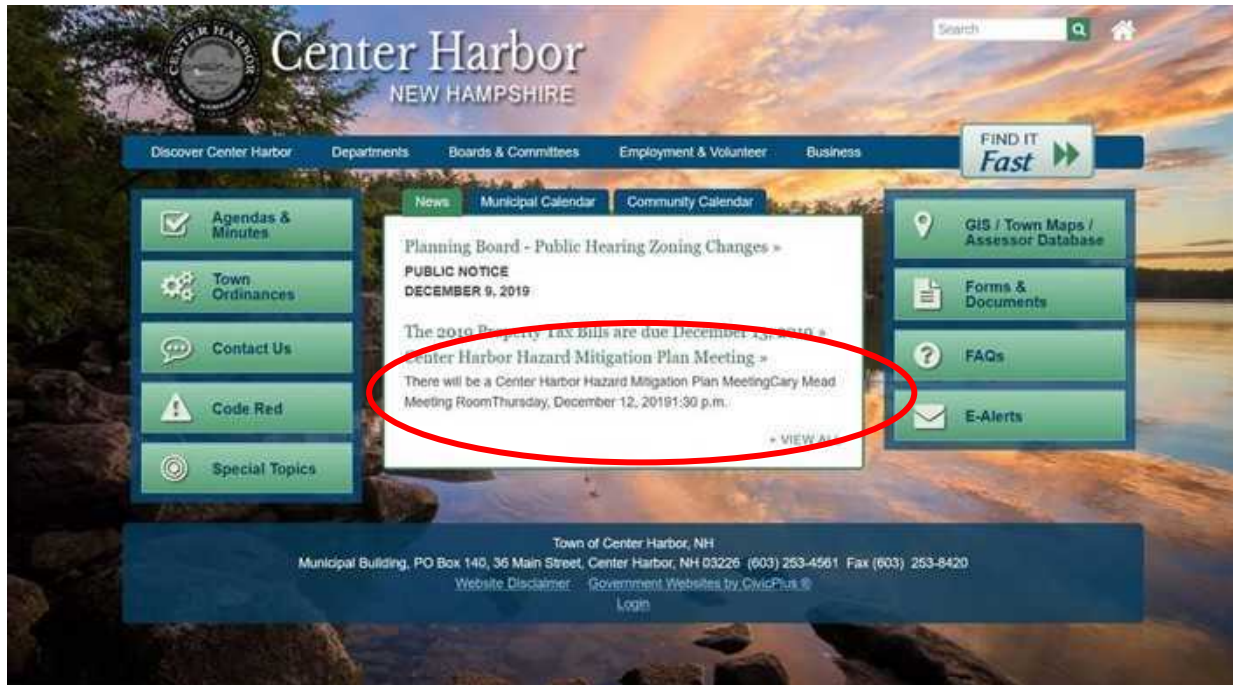 CENTER HARBOR
NEW HAMPSHIRE
Center Harbor
NEW HAMPSHIRE
Search
Discover Center Harbor
Departments
Boards & Committees
Employment & Volunteer
Business
FIND IT
Fast
Agendas &
Minutes
Town
Ordinances
Contact Us
Code Red
Special Topics
News
Municipal Calendar
Community Calendar
Planning Board - Public Hearing Zoning Changes »
PUBLIC NOTICE
DECEMBER 9, 2019
The 2019 Property Tax Bills are due December 13, 2019 »
Center Harbor Hazard Mitigation Plan Meeting »
There will be a Center Harbor Hazard Mitigation Plan MeetingCary Mead
Meeting RoomThursday, December 12, 20191:30 p.m.
+ VIEW ALL
GIS / Town Maps /
Assessor Database
Forms &
Documents
FAQs
E-Alerts
Town of Center Harbor, NH
Municipal Building, PO Box 140, 36 Main Street, Center Harbor, NH 03226 (603) 253-4561 Fax (603) 253-8420
Website Disclaimer Government Websites by CivicPlus ®
Login